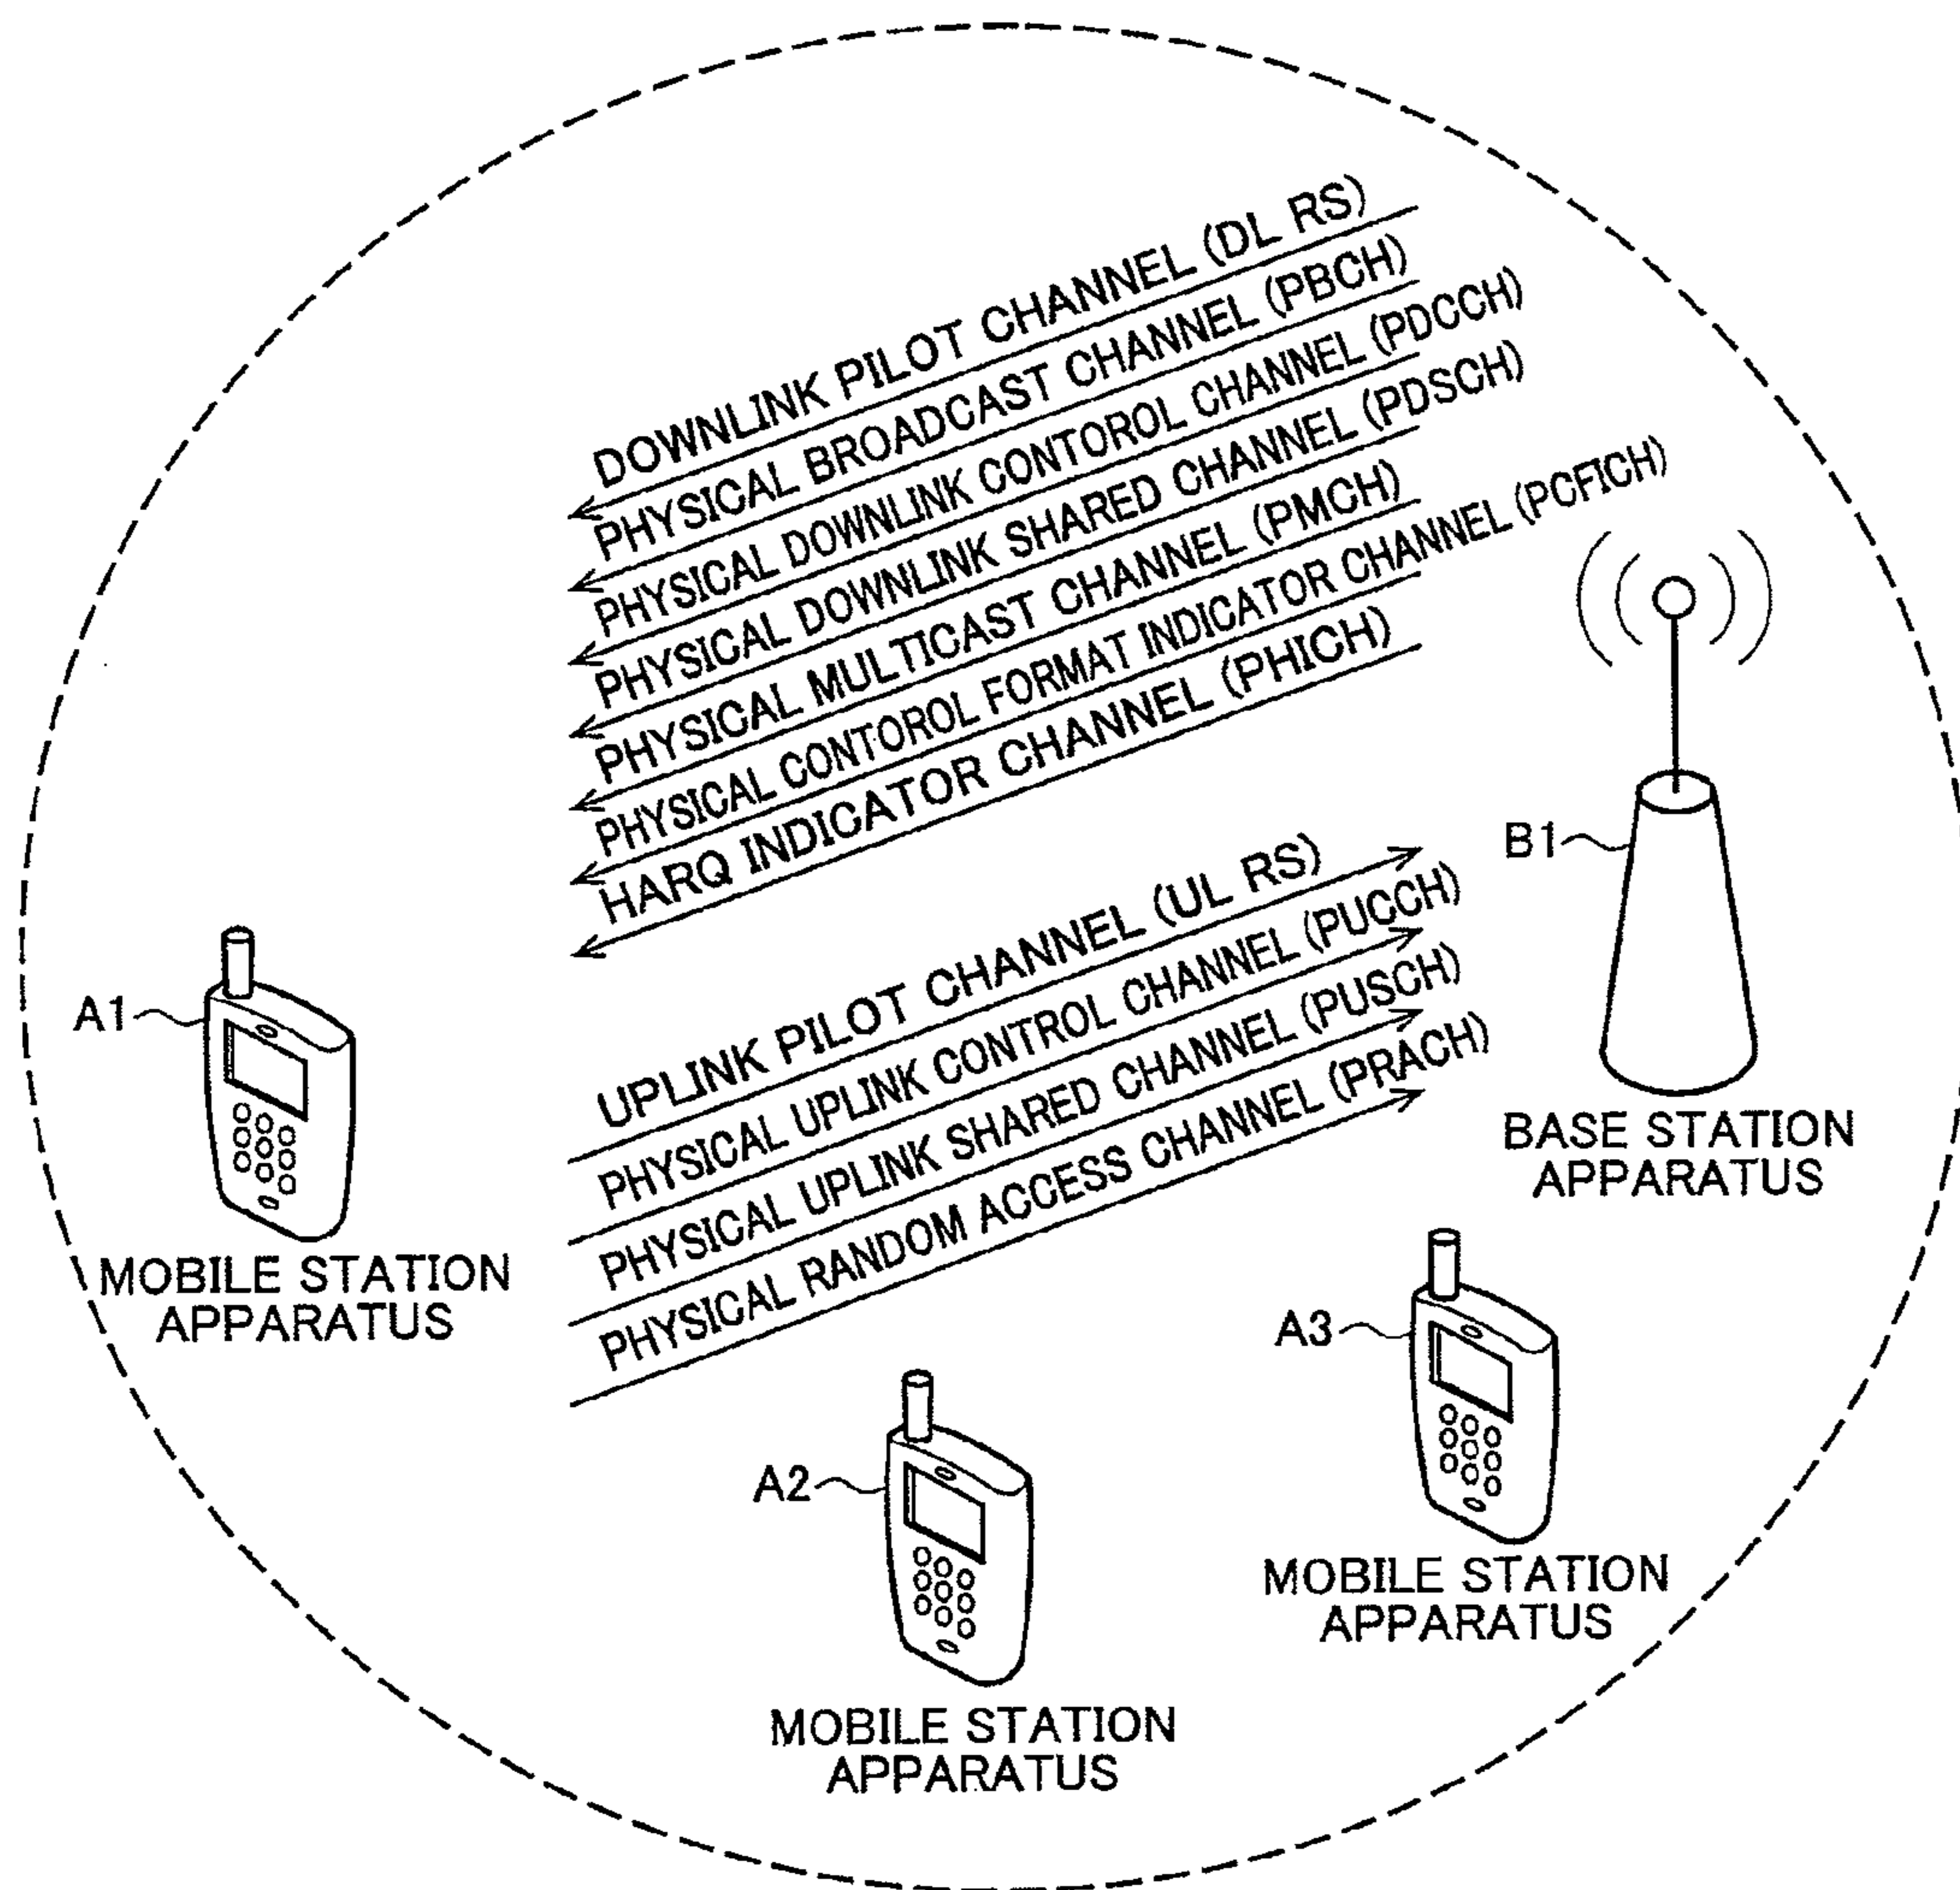 DOWNLINK PILOT CHANNEL (DL RS)
PHYSICAL BROADCAST CHANNEL (PBCH)
PHYSICAL DOWNLINK CONTOROL CHANNEL (PDCCH)
PHYSICAL DOWNLINK SHARED CHANNEL (PDSCH)
PHYSICAL MULTICAST CHANNEL (PMCH)
PHYSICAL CONTOROL FORMAT INDICATOR CHANNEL (PCFICH)
HARQ INDICATOR CHANNEL (PHICH)
UPLINK PILOT CHANNEL (UL RS)
PHYSICAL UPLINK CONTROL CHANNEL (PUCCH)
PHYSICAL UPLINK SHARED CHANNEL (PUSCH)
PHYSICAL RANDOM ACCESS CHANNEL (PRACH)
B1
BASE STATION
APPARATUS
A1
MOBILE STATION
APPARATUS
A2
MOBILE STATION
APPARATUS
A3
MOBILE STATION
APPARATUS